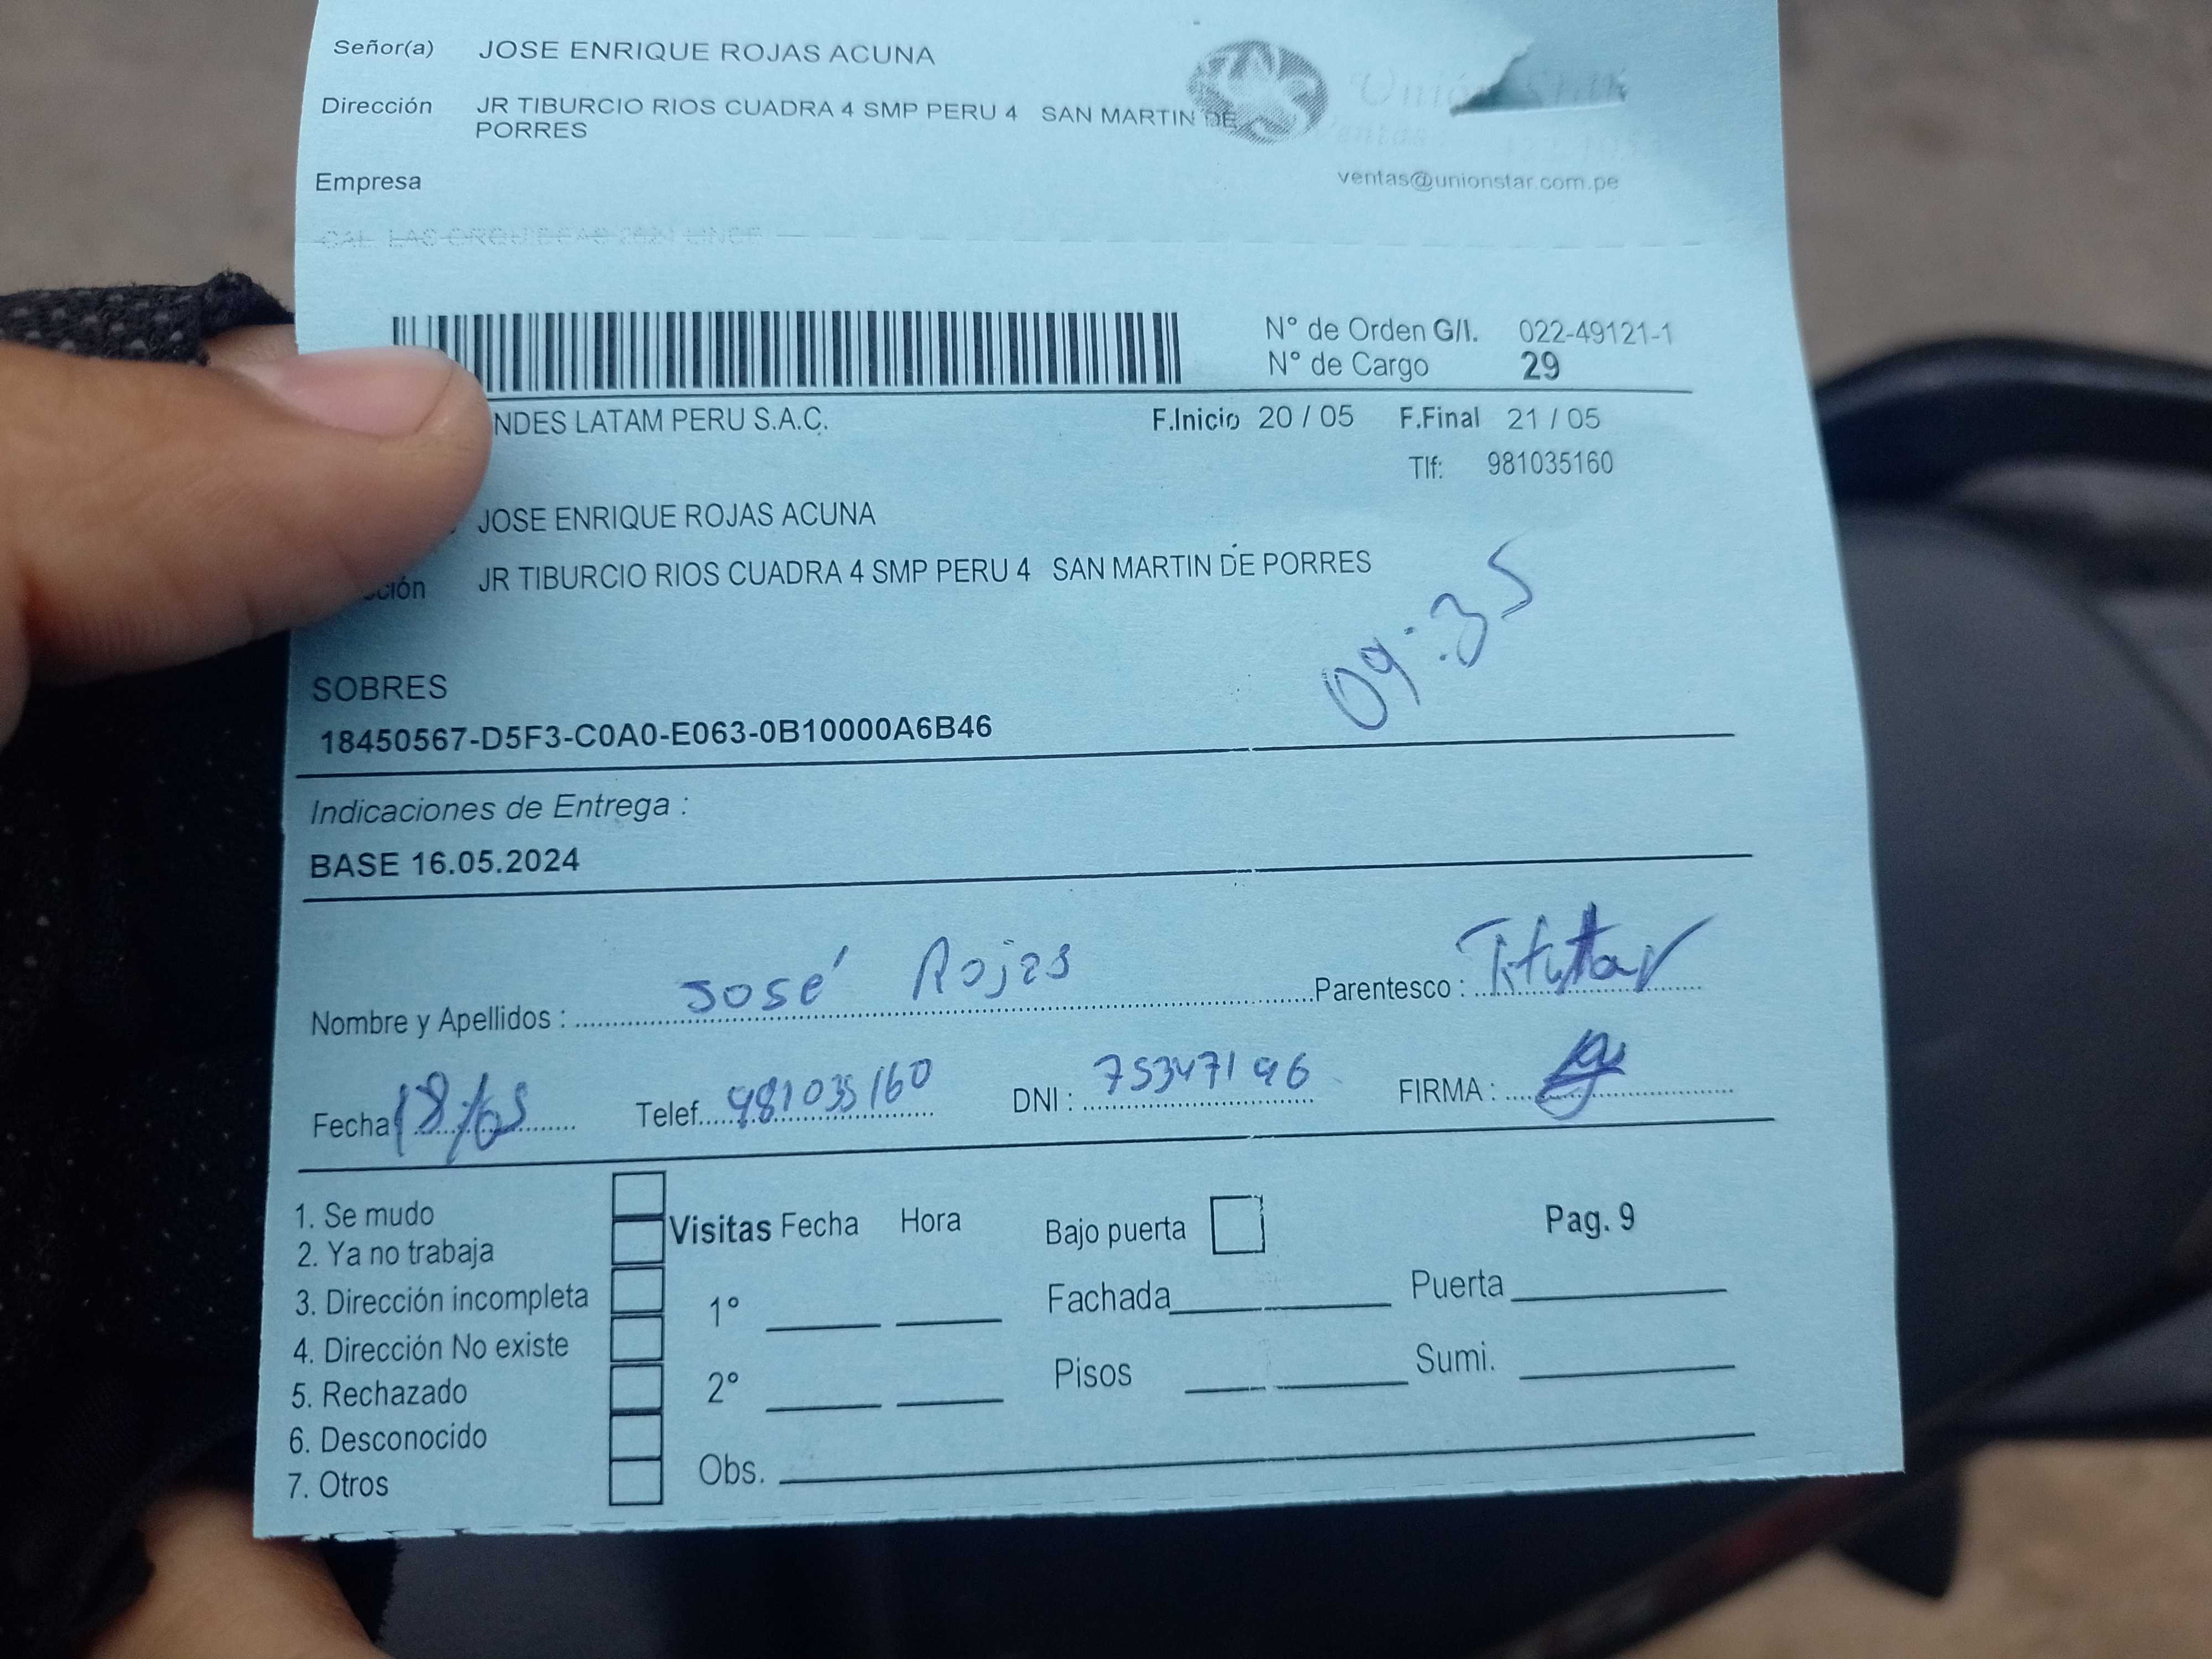 Señor(a) JOSE ENRIQUE ROJAS ACUNA
Dirección JR TIBURCIO RIOS CUADRA 4 SMP PERU 4 SAN MARTIN DE
PORRES
Unión Star
Empresa
ventas@unionstar.com.pe
N° de Orden G/I. 022-49121-1
N° de Cargo 29
NDES LATAM PERU S.A.C. F.Inicio 20 / 05 F.Final 21 / 05
Tlf: 981035160
JOSE ENRIQUE ROJAS ACUNA
ción JR TIBURCIO RIOS CUADRA 4 SMP PERU 4 SAN MARTIN DE PORRES
09:35
SOBRES
18450567-D5F3-C0A0-E063-0B10000A6B46
Indicaciones de Entrega :
BASE 16.05.2024
Nombre y Apellidos : José Rojas Parentesco : Titular
Fecha 18/05 Telef. 981035160 DNI : 75347196 FIRMA :
1. Se mudo
2. Ya no trabaja
3. Dirección incompleta
4. Dirección No existe
5. Rechazado
6. Desconocido
7. Otros
Visitas Fecha Hora
1°
2°
Obs.
Bajo puerta
Fachada
Pisos
Pag. 9
Puerta
Sumi.